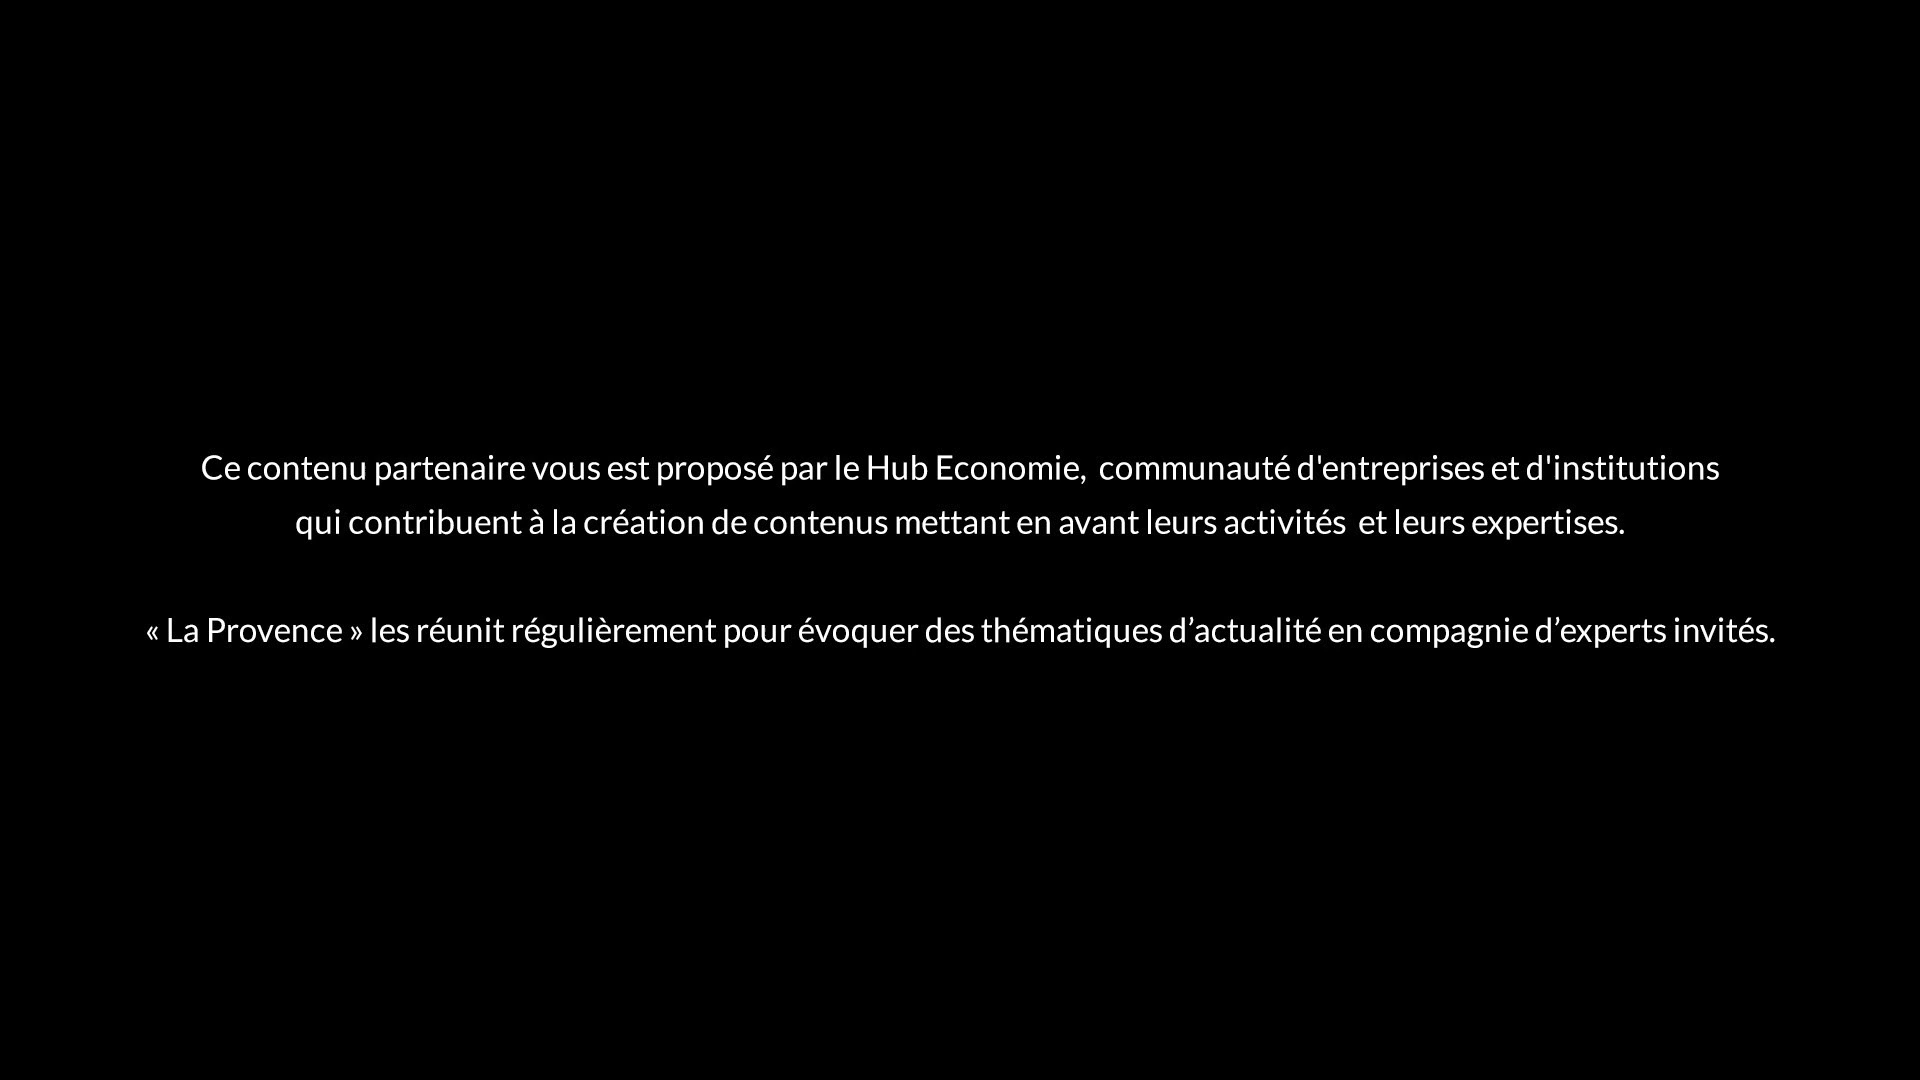 Ce contenu partenaire vous est proposé par le Hub Economie,  communauté d'entreprises et d'institutions
qui contribuent à la création de contenus mettant en avant leurs activités  et leurs expertises.
« La Provence » les réunit régulièrement pour évoquer des thématiques d’actualité en compagnie d’experts invités.